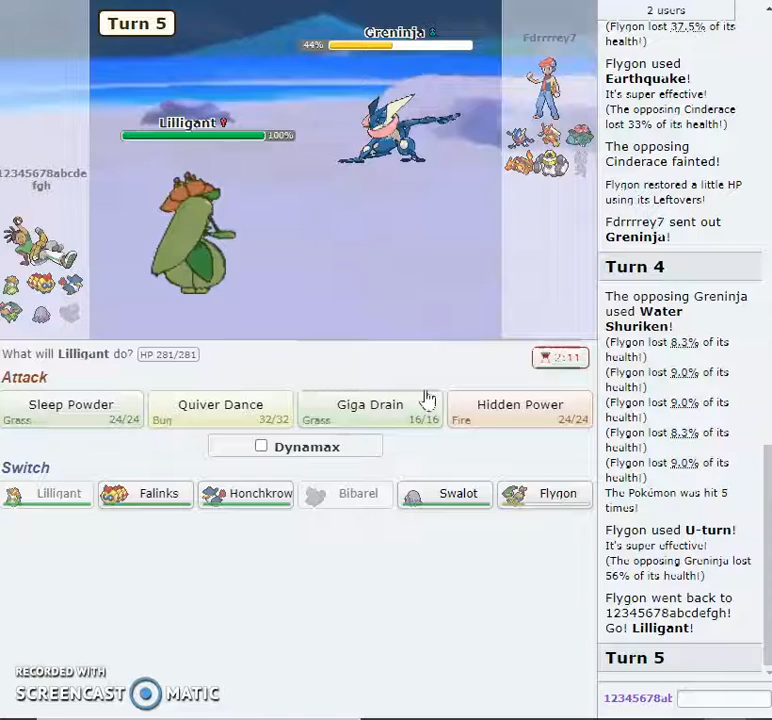 Turn 5
Greninja
44%
Lilligant
100%
12345678abcde
fgh
Fdrrrrey7
What will Lilligant do? HP 281/281
2:11
Attack
Sleep Powder
Grass 24/24
Quiver Dance
Bug 32/32
Giga Drain
Grass 16/16
Hidden Power
Fire 24/24
Dynamax
Switch
Lilligant
Falinks
Honchkrow
Bibarel
Swalot
Flygon
RECORDED WITH
SCREENCAST MATIC
2 users
(Flygon lost 37.5% of its
health!)
Flygon used
Earthquake!
It's super effective!
(The opposing Cinderace
lost 33% of its health!)
The opposing
Cinderace fainted!
Flygon restored a little HP
using its Leftovers!
Fdrrrrey7 sent out
Greninja!
Turn 4
The opposing Greninja
used Water
Shuriken!
(Flygon lost 8.3% of its
health!)
(Flygon lost 9.0% of its
health!)
(Flygon lost 9.0% of its
health!)
(Flygon lost 8.3% of its
health!)
(Flygon lost 9.0% of its
health!)
The Pokémon was hit 5
times!
Flygon used U-turn!
It's super effective!
(The opposing Greninja lost
56% of its health!)
Flygon went back to
12345678abcdefgh!
Go! Lilligant!
Turn 5
12345678ab